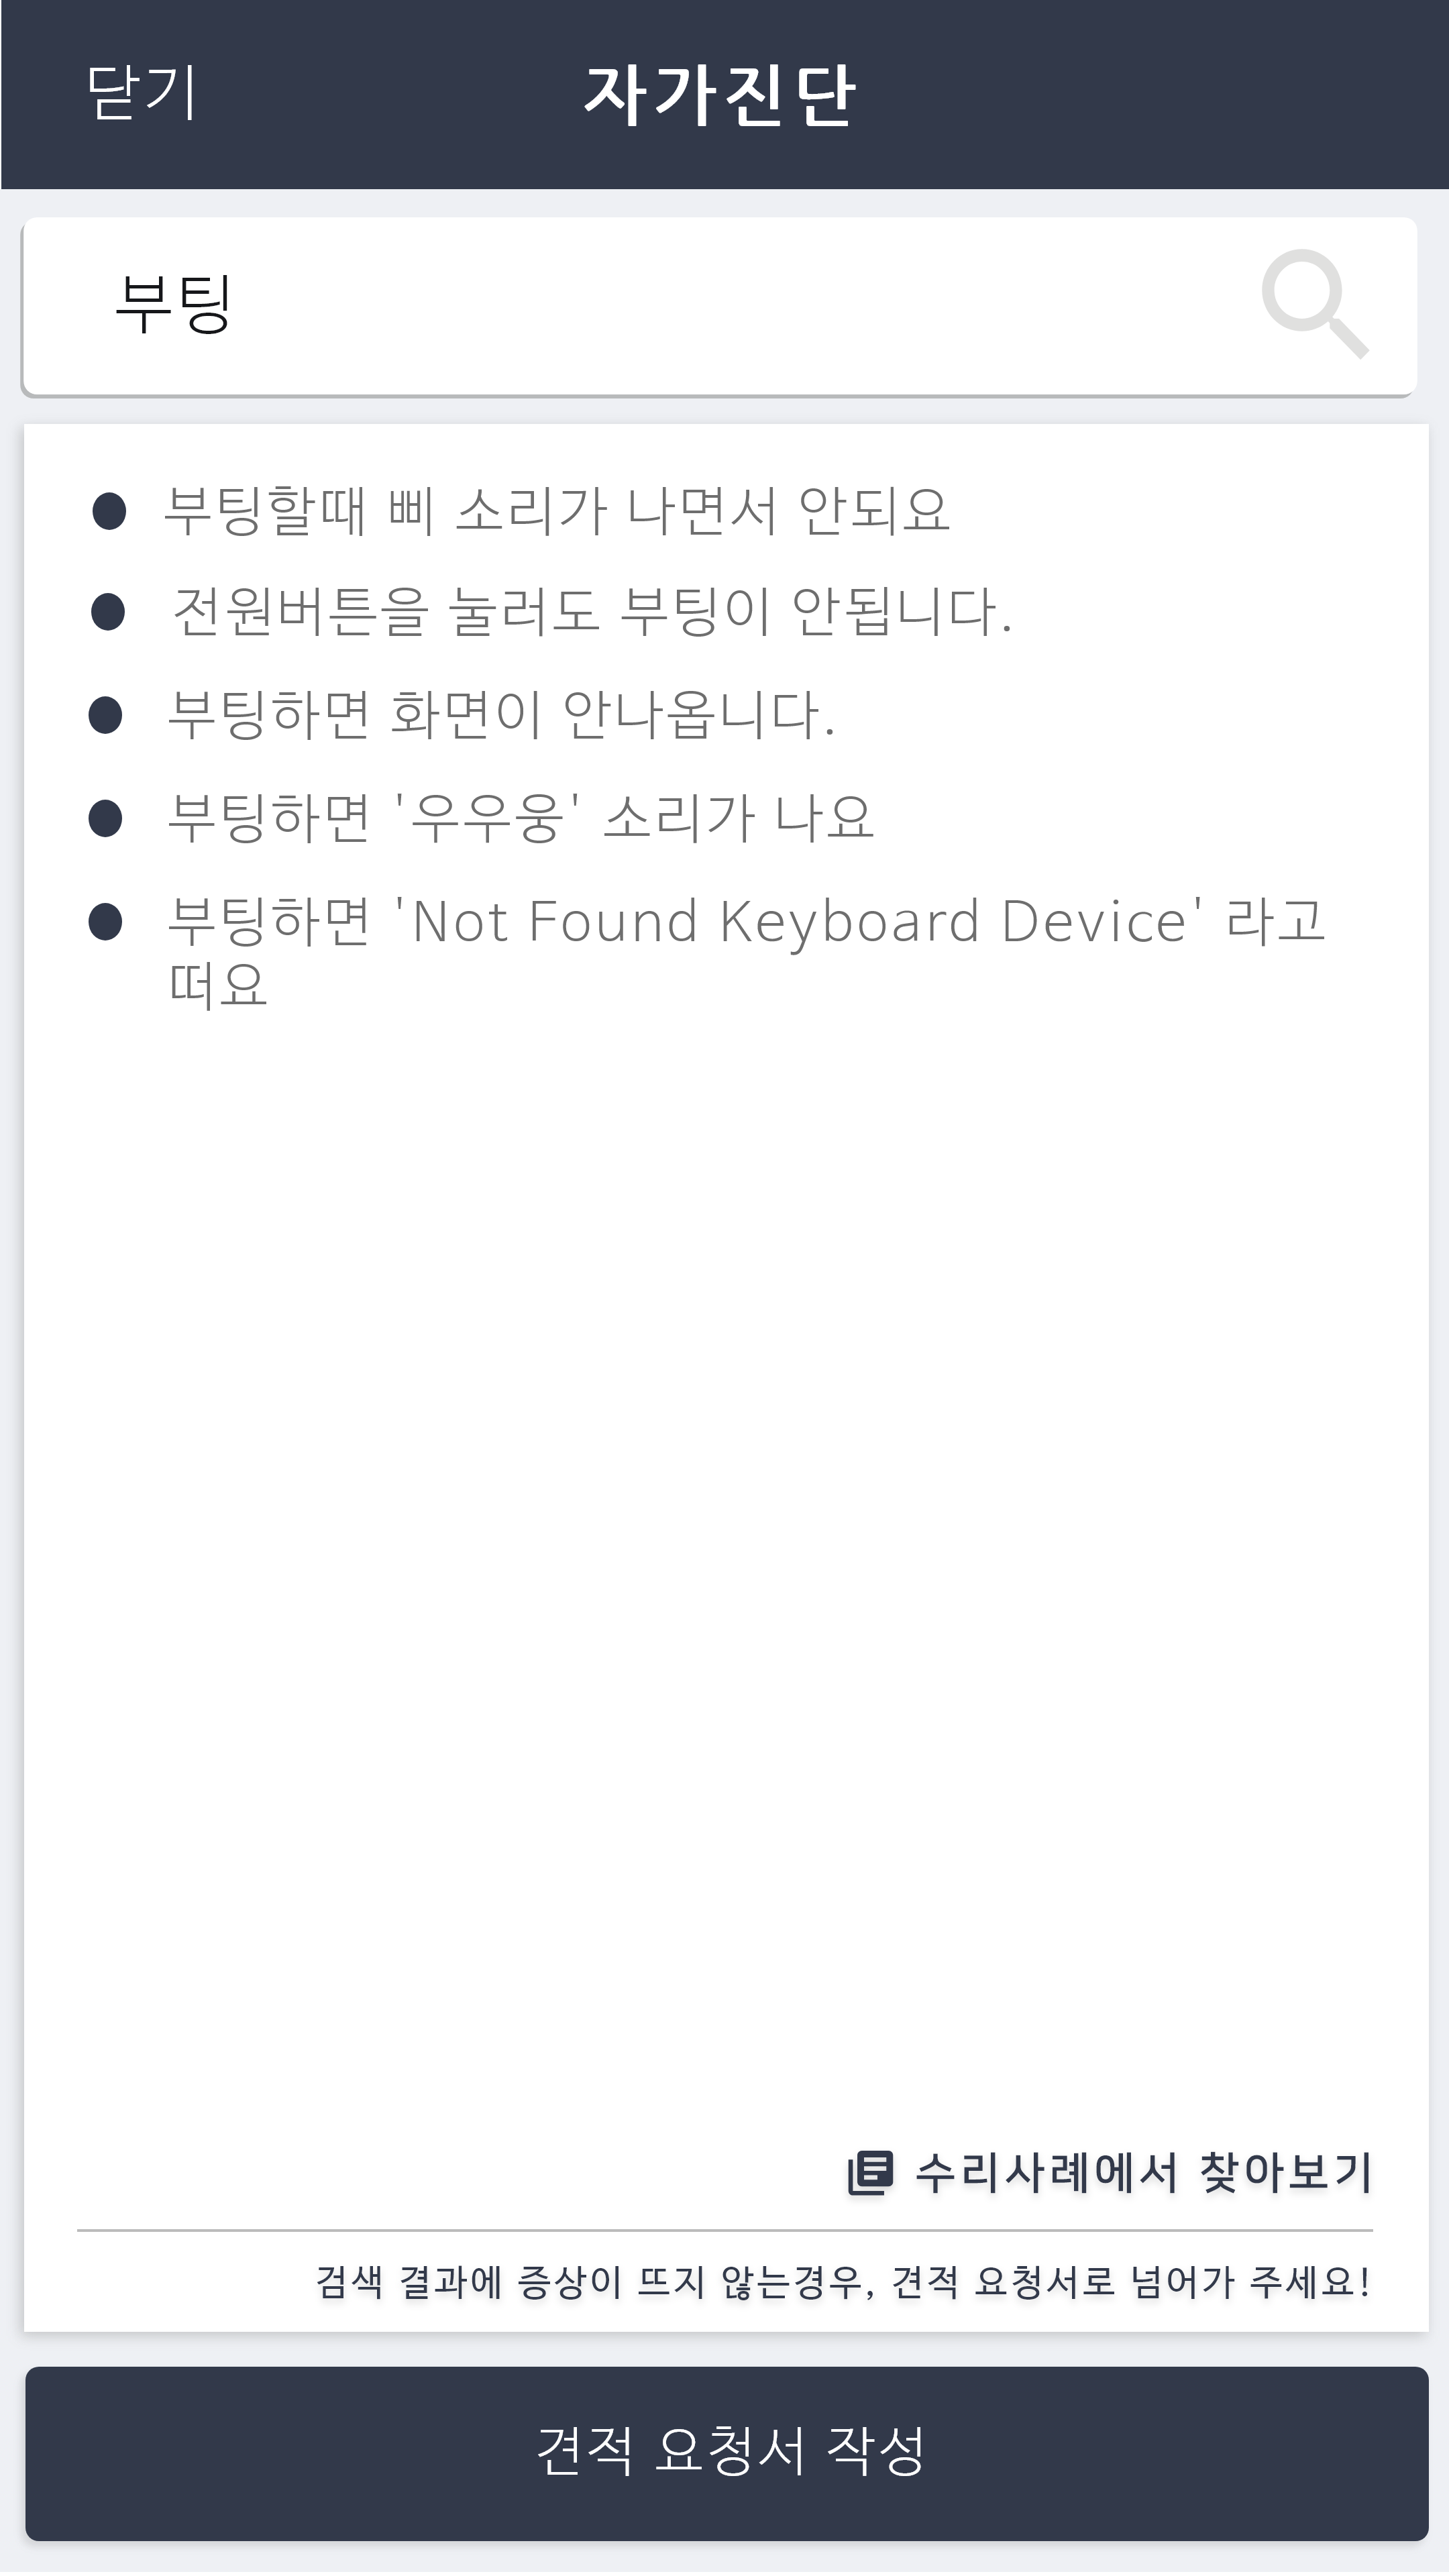 닫기
자가진단
부팅
부팅할때 삐 소리가 나면서 안되요
전원버튼을 눌러도 부팅이 안됩니다.
부팅하면 화면이 안나옵니다.
부팅하면 '우우웅' 소리가 나요
부팅하면 'Not Found Keyboard Device' 라고
떠요
수리사례에서 찾아보기
검색 결과에 증상이 뜨지 않는경우, 견적 요청서로 넘어가 주세요!
견적 요청서 작성